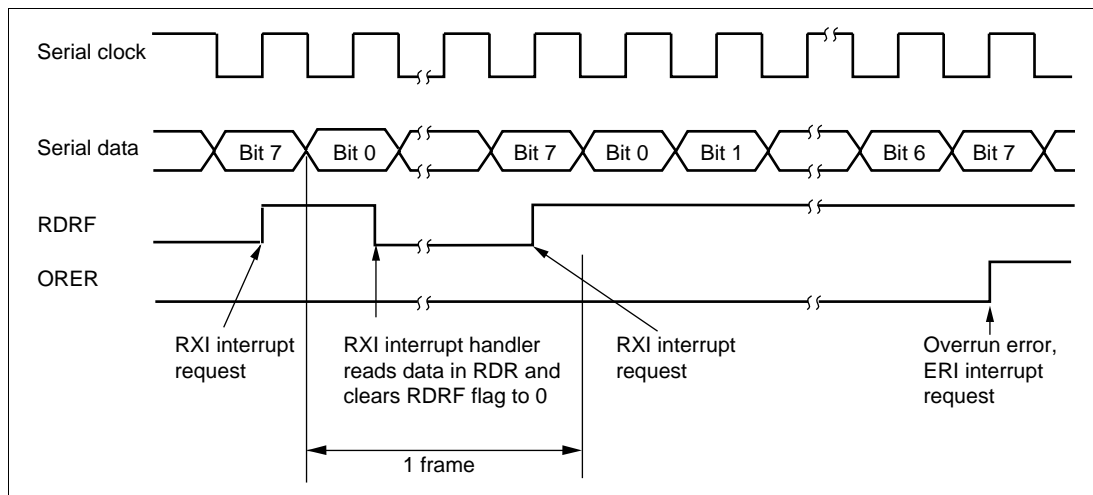 Serial clock
Serial data
Bit 7
Bit 0
Bit 7
Bit 0
Bit 1
Bit 6
Bit 7
RDRF
ORER
RXI interrupt
request
RXI interrupt handler
reads data in RDR and
clears RDRF flag to 0
RXI interrupt
request
Overrun error,
ERI interrupt
request
1 frame